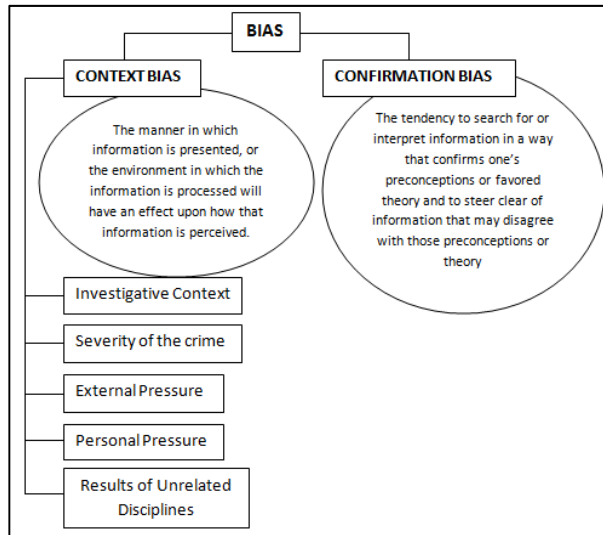 BIAS
CONTEXT BIAS
The manner in which
information is presented, or
the environment in which the
information is processed will
have an effect upon how that
information is perceived.
CONFIRMATION BIAS
The tendency to search for or
interpret information in a way
that confirms one's
preconceptions or favored
theory and to steer clear of
information that may disagree
with those preconceptions or
theory
Investigative Context
Severity of the crime
External Pressure
Personal Pressure
Results of Unrelated
Disciplines